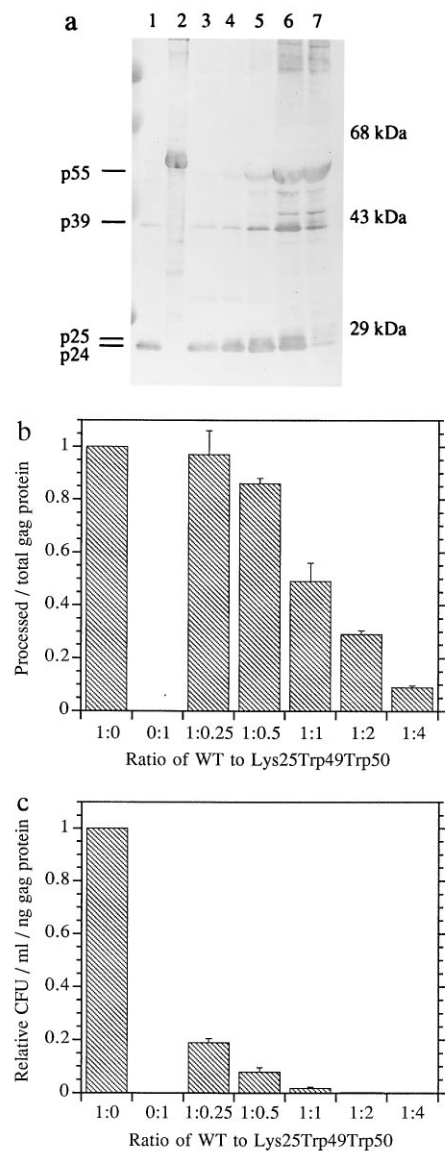 a
1 2 3 4 5 6 7
p55
p39
p25
p24
68 kDa
43 kDa
29 kDa
b
Processed / total gag protein
1
0.8
0.6
0.4
0.2
0
1:0 0:1 1:0.25 1:0.5 1:1 1:2 1:4
Ratio of WT to Lys25Trp49Trp50
c
Relative CFU / ml / ng gag protein
1
0.8
0.6
0.4
0.2
0
1:0 0:1 1:0.25 1:0.5 1:1 1:2 1:4
Ratio of WT to Lys25Trp49Trp50